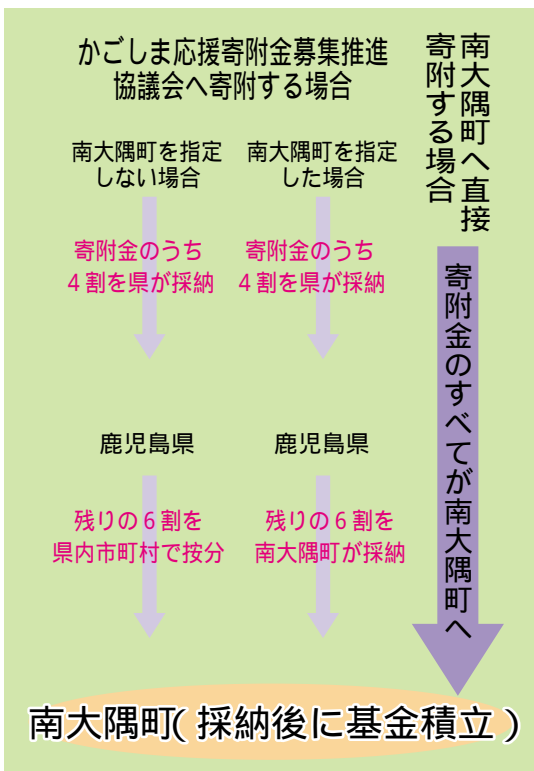 かごしま応援寄附金募集推進
協議会へ寄附する場合
南大隅町を指定
しない場合
寄附金のうち
4割を県が採納
鹿児島県
残りの6割を
県内市町村で按分
南大隅町を指定
した場合
寄附金のうち
4割を県が採納
鹿児島県
残りの6割を
南大隅町が採納
南大隅町へ直接
寄附する場合
寄附金のすべてが南大隅町へ
南大隅町(採納後に基金積立)